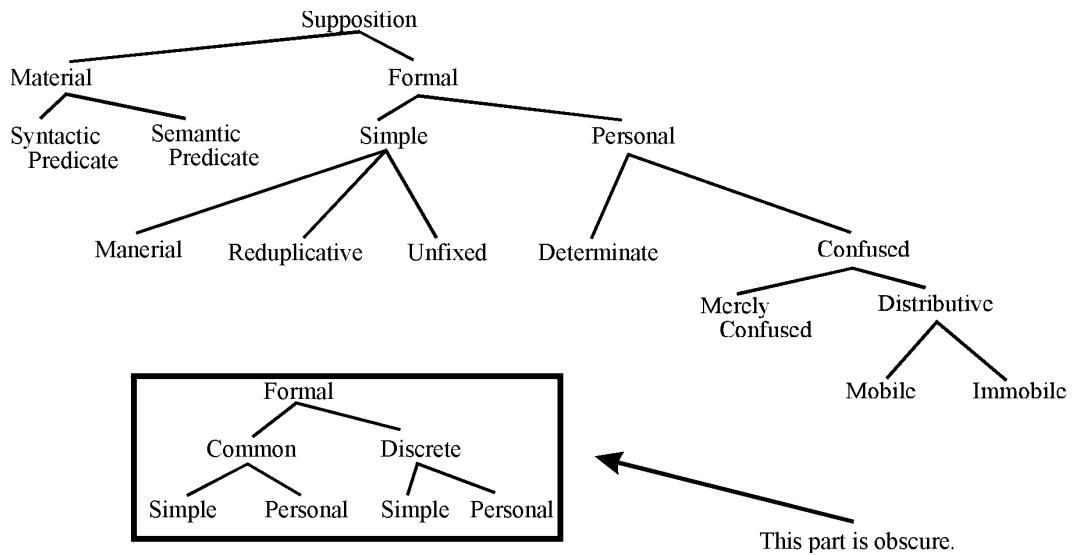 Supposition
Material
Formal
Syntactic
Predicate
Semantic
Predicate
Simple
Personal
Manerial
Reduplicative
Unfixed
Determinate
Confused
Merely
Confused
Distributive
Mobile
Immobile
Formal
Common
Discrete
Simple
Personal
Simple
Personal
This part is obscure.